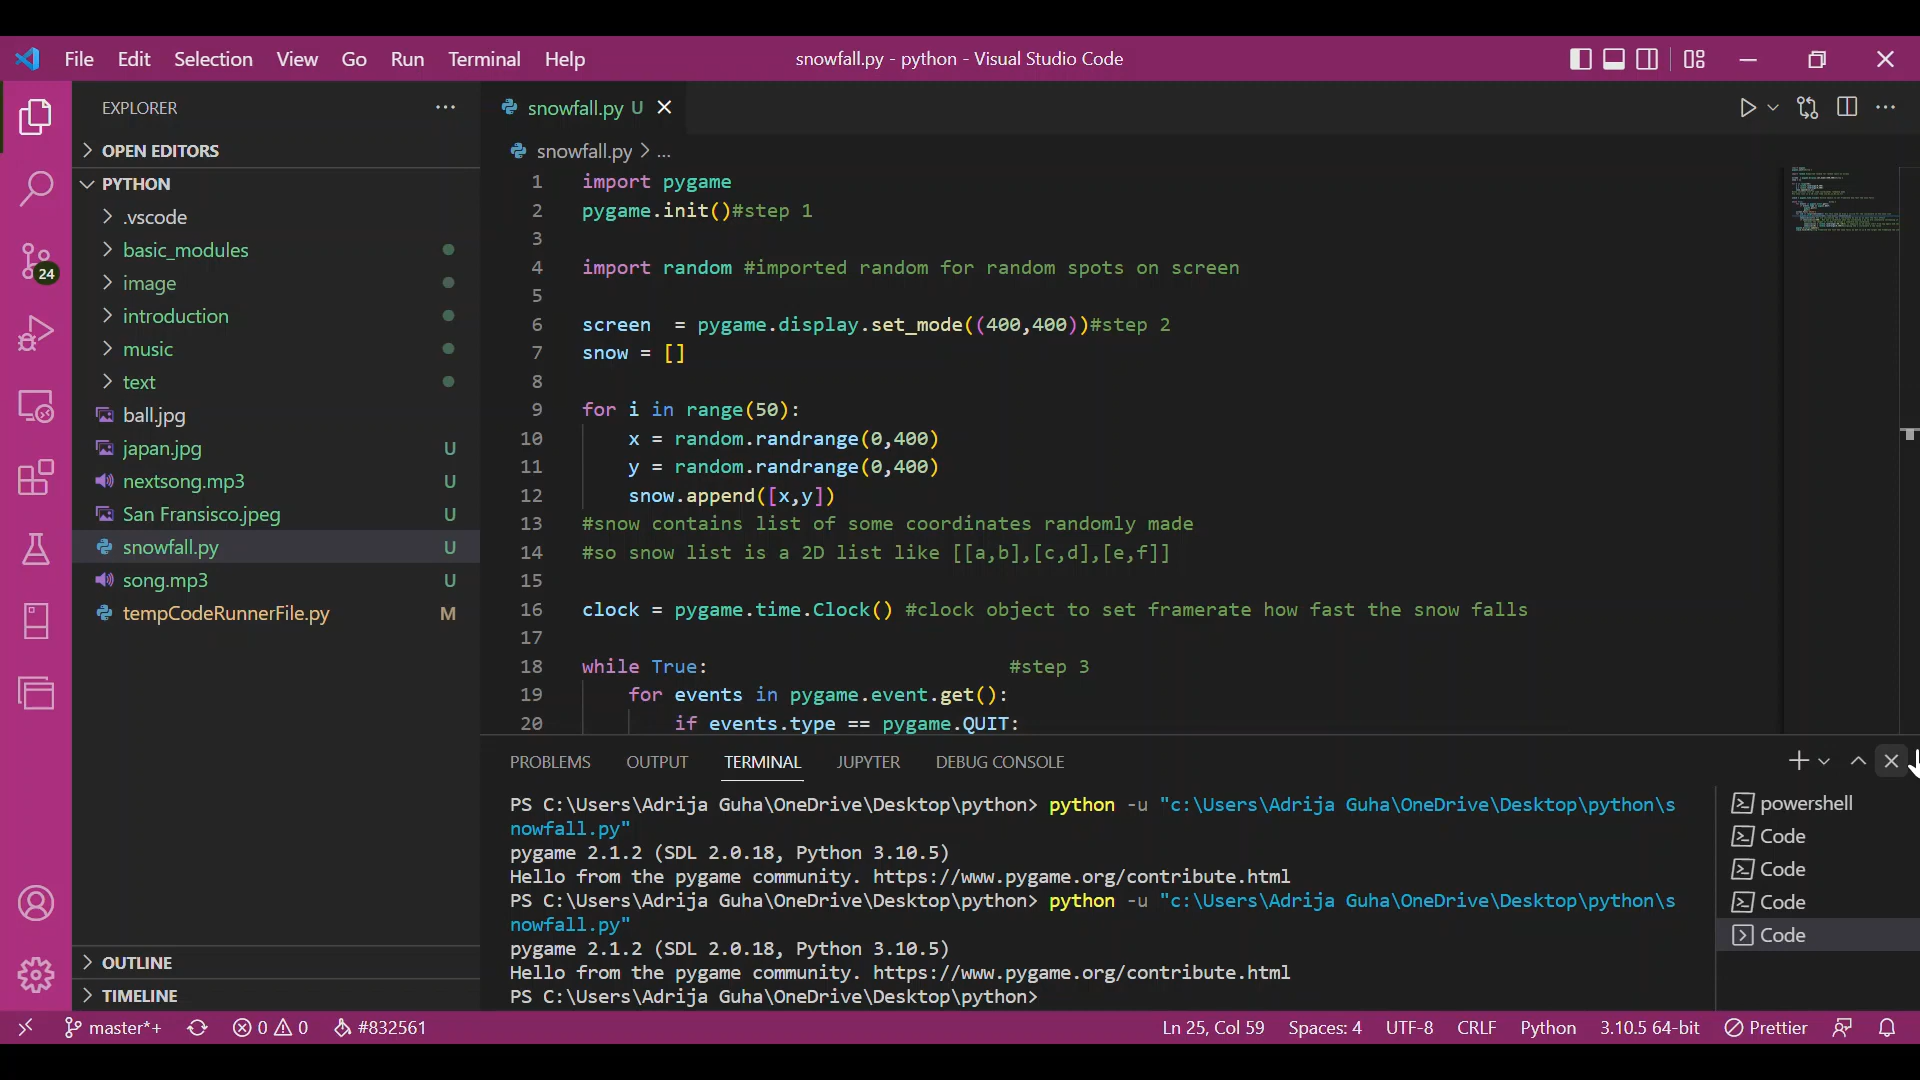 File Edit Selection View Go Run Terminal Help
snowfall.py - python - Visual Studio Code
EXPLORER
OPEN EDITORS
PYTHON
.vscode
basic_modules
image
introduction
music
text
ball.jpg
japan.jpg U
nextsong.mp3 U
San Fransisco.jpeg U
snowfall.py U
song.mp3 U
tempCodeRunnerFile.py M
OUTLINE
TIMELINE
24
snowfall.py U
snowfall.py > ...
1 import pygame
2 pygame.init()#step 1
3
4 import random #imported random for random spots on screen
5
6 screen  = pygame.display.set_mode((400,400))#step 2
7 snow = []
8
9 for i in range(50):
10     x = random.randrange(0,400)
11     y = random.randrange(0,400)
12     snow.append([x,y])
13 #snow contains list of some coordinates randomly made
14 #so snow list is a 2D list like [[a,b],[c,d],[e,f]]
15
16 clock = pygame.time.Clock() #clock object to set framerate how fast the snow falls
17
18 while True:                          #step 3
19     for events in pygame.event.get():
20         if events.type == pygame.QUIT:
PROBLEMS OUTPUT TERMINAL JUPYTER DEBUG CONSOLE
PS C:\Users\Adrija Guha\OneDrive\Desktop\python> python -u "c:\Users\Adrija Guha\OneDrive\Desktop\python\s
nowfall.py"
pygame 2.1.2 (SDL 2.0.18, Python 3.10.5)
Hello from the pygame community. https://www.pygame.org/contribute.html
PS C:\Users\Adrija Guha\OneDrive\Desktop\python> python -u "c:\Users\Adrija Guha\OneDrive\Desktop\python\s
nowfall.py"
pygame 2.1.2 (SDL 2.0.18, Python 3.10.5)
Hello from the pygame community. https://www.pygame.org/contribute.html
PS C:\Users\Adrija Guha\OneDrive\Desktop\python>
powershell
Code
Code
Code
Code
master*+ 0 0 #832561 Ln 25, Col 59 Spaces: 4 UTF-8 CRLF Python 3.10.5 64-bit Prettier